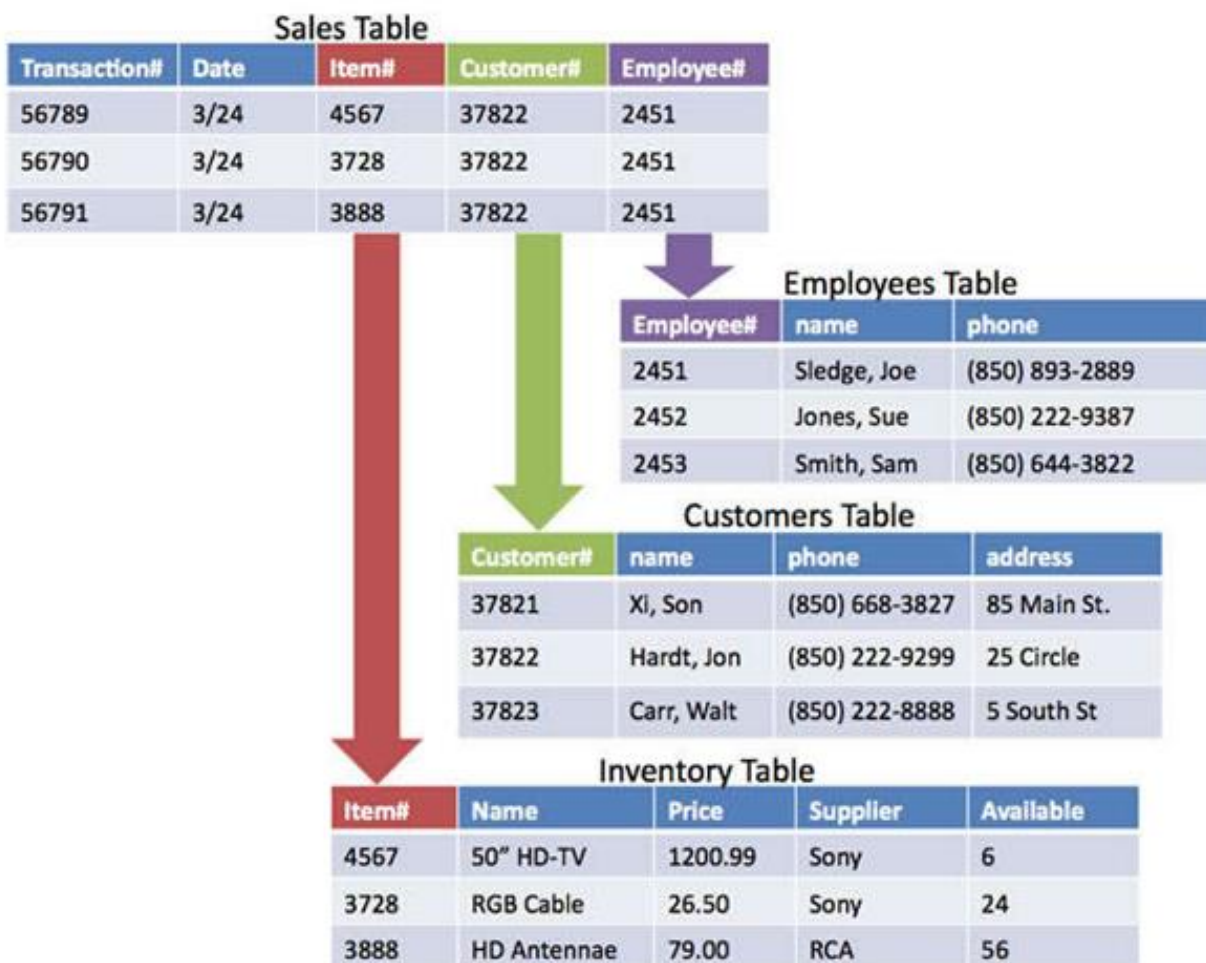 Sales Table
Transaction# Date Item# Customer# Employee#
56789 3/24 4567 37822 2451
56790 3/24 3728 37822 2451
56791 3/24 3888 37822 2451
Employees Table
Employee# name phone
2451 Sledge, Joe (850) 893-2889
2452 Jones, Sue (850) 222-9387
2453 Smith, Sam (850) 644-3822
Customers Table
Customer# name phone address
37821 Xi, Son (850) 668-3827 85 Main St.
37822 Hardt, Jon (850) 222-9299 25 Circle
37823 Carr, Walt (850) 222-8888 5 South St
Inventory Table
Item# Name Price Supplier Available
4567 50” HD-TV 1200.99 Sony 6
3728 RGB Cable 26.50 Sony 24
3888 HD Antennae 79.00 RCA 56